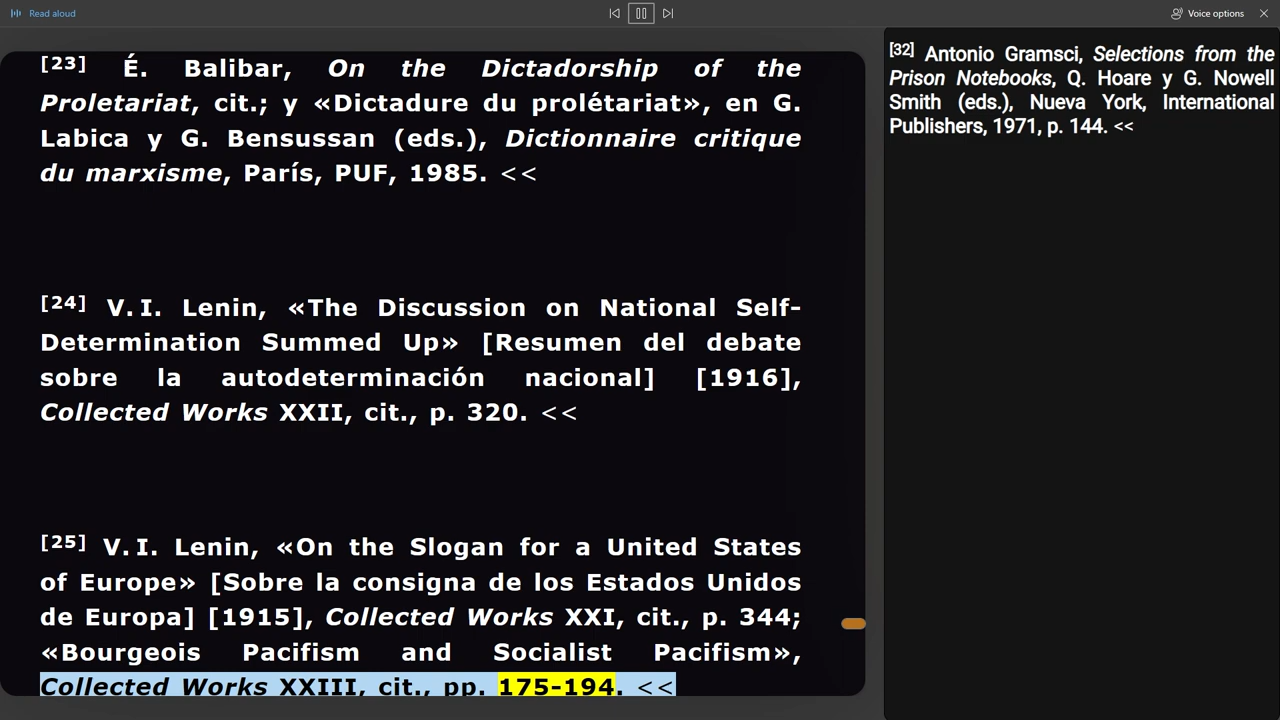 Read aloud
Voice options
[23] É. Balibar, On the Dictadorship of the
Proletariat, cit.; y «Dictadure du prolétariat», en G.
Labica y G. Bensussan (eds.), Dictionnaire critique
du marxisme, París, PUF, 1985. <<
[24] V. I. Lenin, «The Discussion on National Self-
Determination Summed Up» [Resumen del debate
sobre la autodeterminación nacional] [1916],
Collected Works XXII, cit., p. 320. <<
[25] V. I. Lenin, «On the Slogan for a United States
of Europe» [Sobre la consigna de los Estados Unidos
de Europa] [1915], Collected Works XXI, cit., p. 344;
«Bourgeois Pacifism and Socialist Pacifism»,
Collected Works XXIII, cit., pp. 175-194. <<
[32] Antonio Gramsci, Selections from the
Prison Notebooks, Q. Hoare y G. Nowell
Smith (eds.), Nueva York, International
Publishers, 1971, p. 144. <<